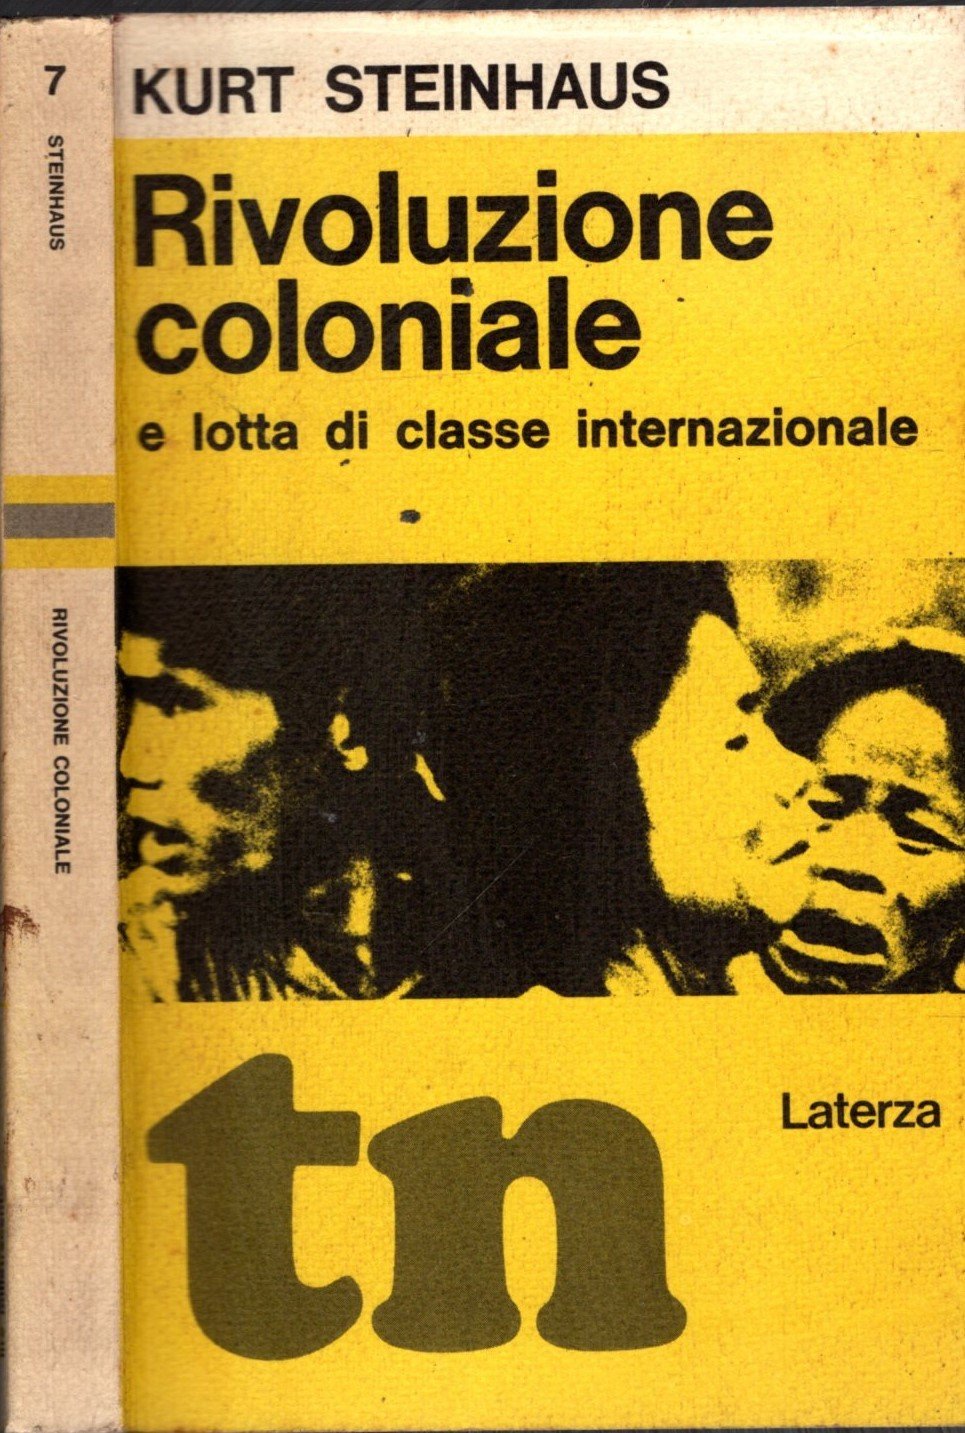 7
STEINHAUS
RIVOLUZIONE COLONIALE
KURT STEINHAUS
Rivoluzione
coloniale
e lotta di classe internazionale
Laterza
tn